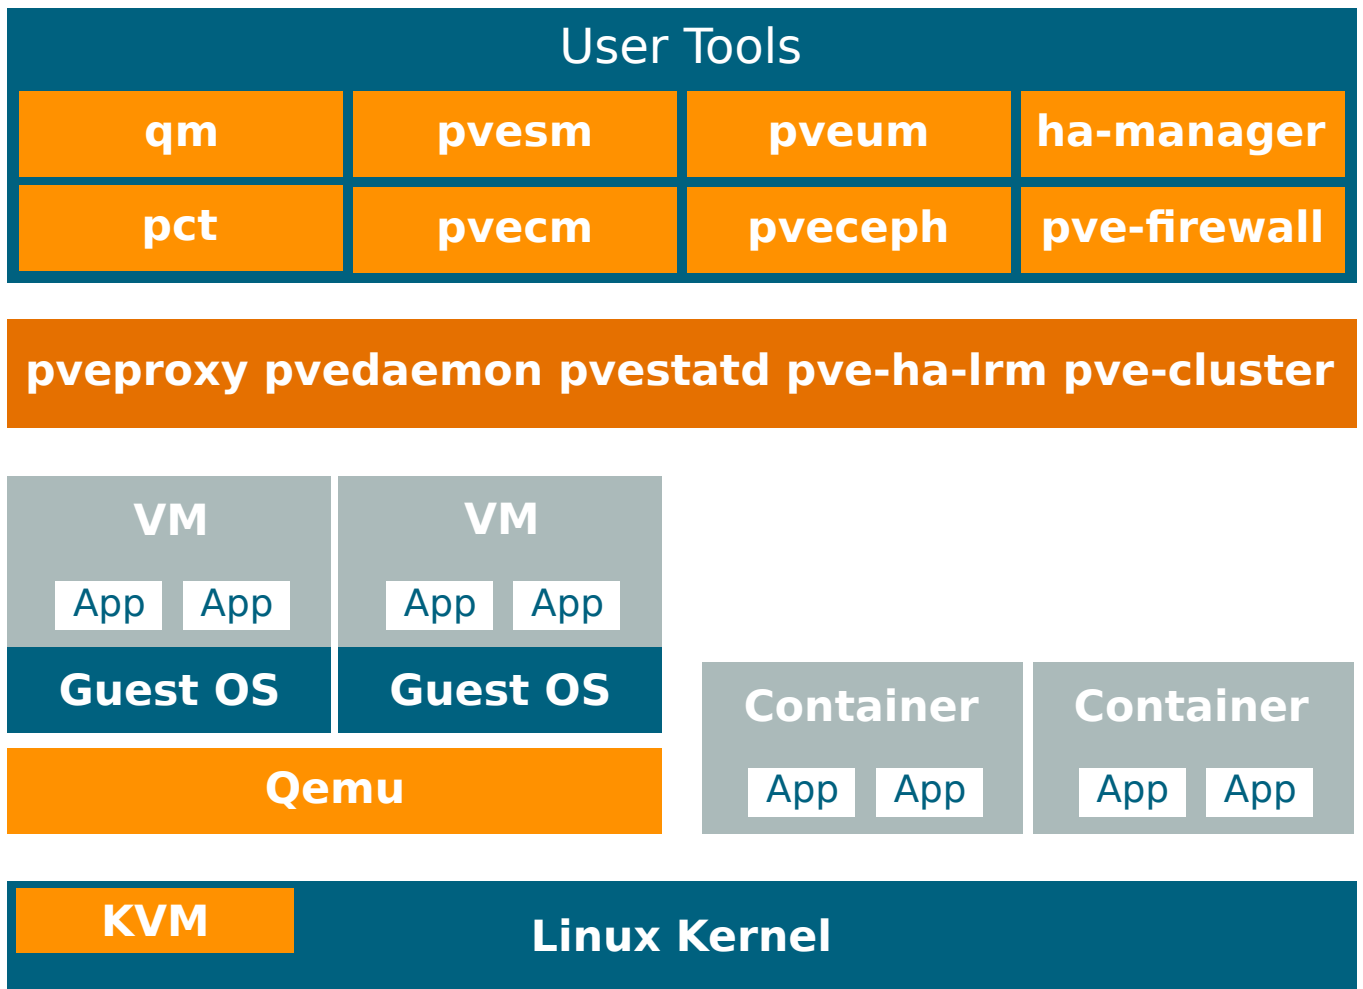 User Tools
qm pvesm pveum ha-manager
pct pvecm pveceph pve-firewall
pveproxy pvedaemon pvestatd pve-ha-lrm pve-cluster
VM VM
App App App App
Guest OS Guest OS
Container Container
Qemu
App App App App
KVM
Linux Kernel